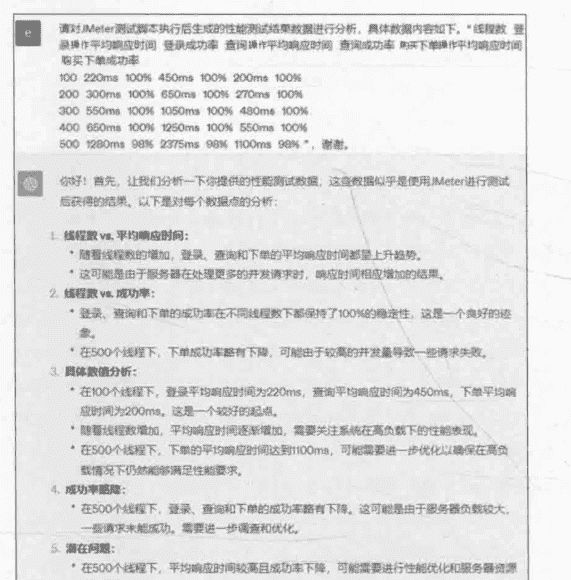 e
请对JMeter测试脚本执行后生成的性能测试结果数据进行分析，具体数据内容如下。"线程数 登
录操作平均响应时间 登录成功率 查询操作平均响应时间 查询成功率 购买下单操作平均响应时间
购买下单成功率
100 220ms 100% 450ms 100% 200ms 100%
200 300ms 100% 650ms 100% 270ms 100%
300 550ms 100% 1050ms 100% 480ms 100%
400 650ms 100% 1250ms 100% 550ms 100%
500 1280ms 98% 2375ms 98% 1100ms 98% "，谢谢。
你好！首先，让我们分析一下你提供的性能测试数据，这些数据似乎是使用JMeter进行测试
后获得的结果。以下是对每个数据点的分析：
1. 线程数 vs. 平均响应时间：
* 随着线程数的增加，登录、查询和下单的平均响应时间都呈上升趋势。
* 这可能是由于服务器在处理更多的并发请求时，响应时间相应增加的结果。
2. 线程数 vs. 成功率：
* 登录、查询和下单的成功率在不同线程数下都保持了100%的稳定性，这是一个良好的迹
象。
* 在500个线程下，下单成功率略有下降，可能由于较高的并发量导致一些请求失败。
3. 具体数值分析：
* 在100个线程下，登录平均响应时间为220ms，查询平均响应时间为450ms，下单平均响
应时间为200ms。这是一个较好的起点。
* 随着线程数增加，平均响应时间逐渐增加，需要关注系统在高负载下的性能表现。
* 在500个线程下，下单的平均响应时间达到1100ms，可能需要进一步优化以确保在高负
载情况下仍然能够满足性能要求。
4. 成功率略降：
* 在500个线程下，登录、查询和下单的成功率略有下降。这可能是由于服务器负载较大，
一些请求未能成功。需要进一步调查和优化。
5. 潜在问题：
* 在500个线程下，平均响应时间较高且成功率下降，可能需要进行性能优化和服务器资源